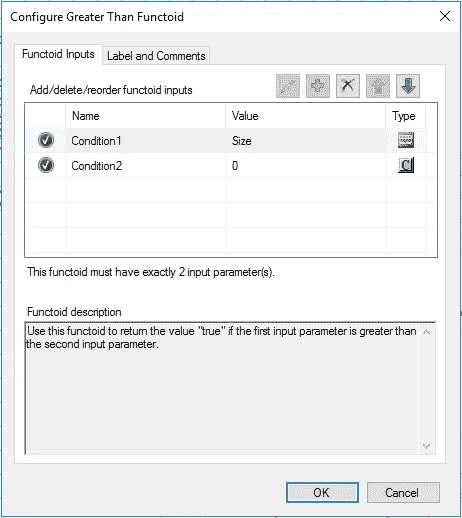 Configure Greater Than Functoid
Functoid Inputs
Label and Comments
Add/delete/reorder functoid inputs
Name Value Type
Condition1 Size
Condition2 0
This functoid must have exactly 2 input parameter(s).
Functoid description
Use this functoid to return the value "true" if the first input parameter is greater than
the second input parameter.
OK Cancel